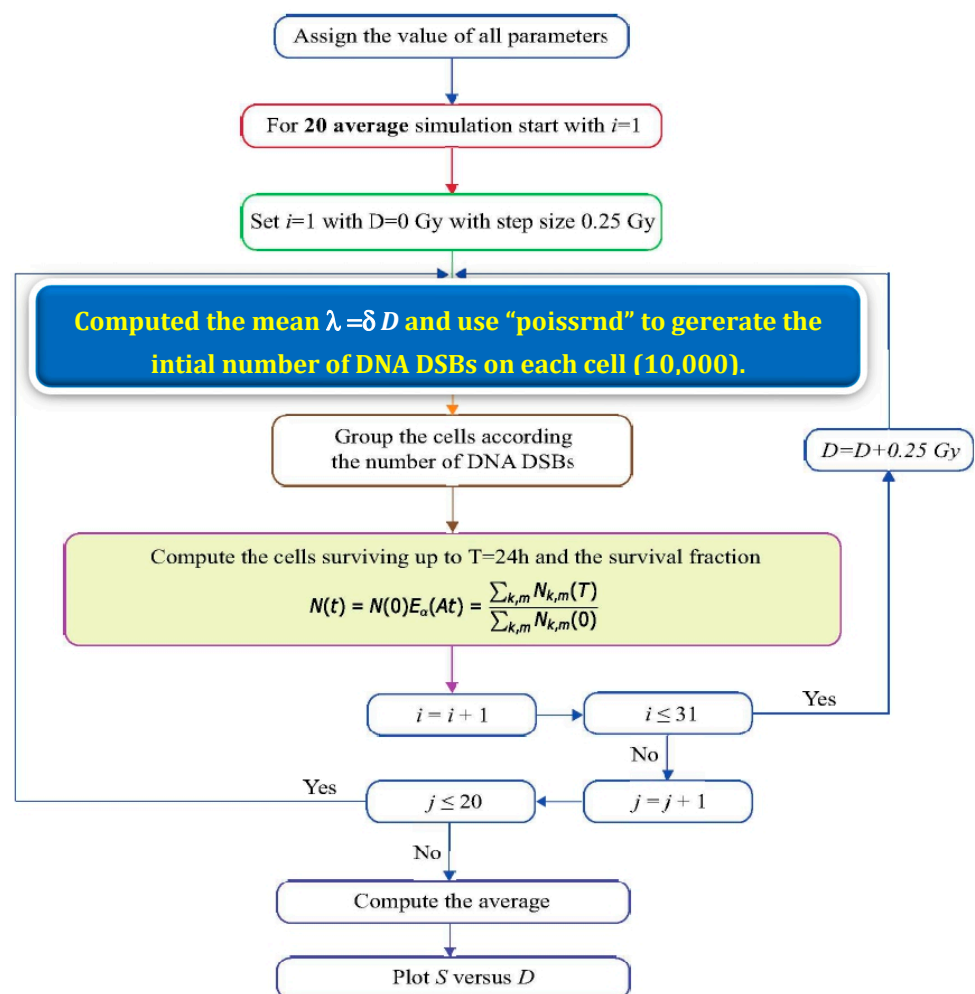 Assign the value of all parameters
For 20 average simulation start with i=1
Set i=1 with D=0 Gy with step size 0.25 Gy
Computed the mean λ =δ D and use “poissrnd” to gererate the
intial number of DNA DSBs on each cell (10,000).
Group the cells according
the number of DNA DSBs
D=D+0.25 Gy
Compute the cells surviving up to T=24h and the survival fraction
N(t) = N(0)Eα(At) = ∑k,m Nk,m(T) / ∑k,m Nk,m(0)
i = i + 1
i ≤ 31
Yes
No
Yes
j ≤ 20
j = j + 1
No
Compute the average
Plot S versus D